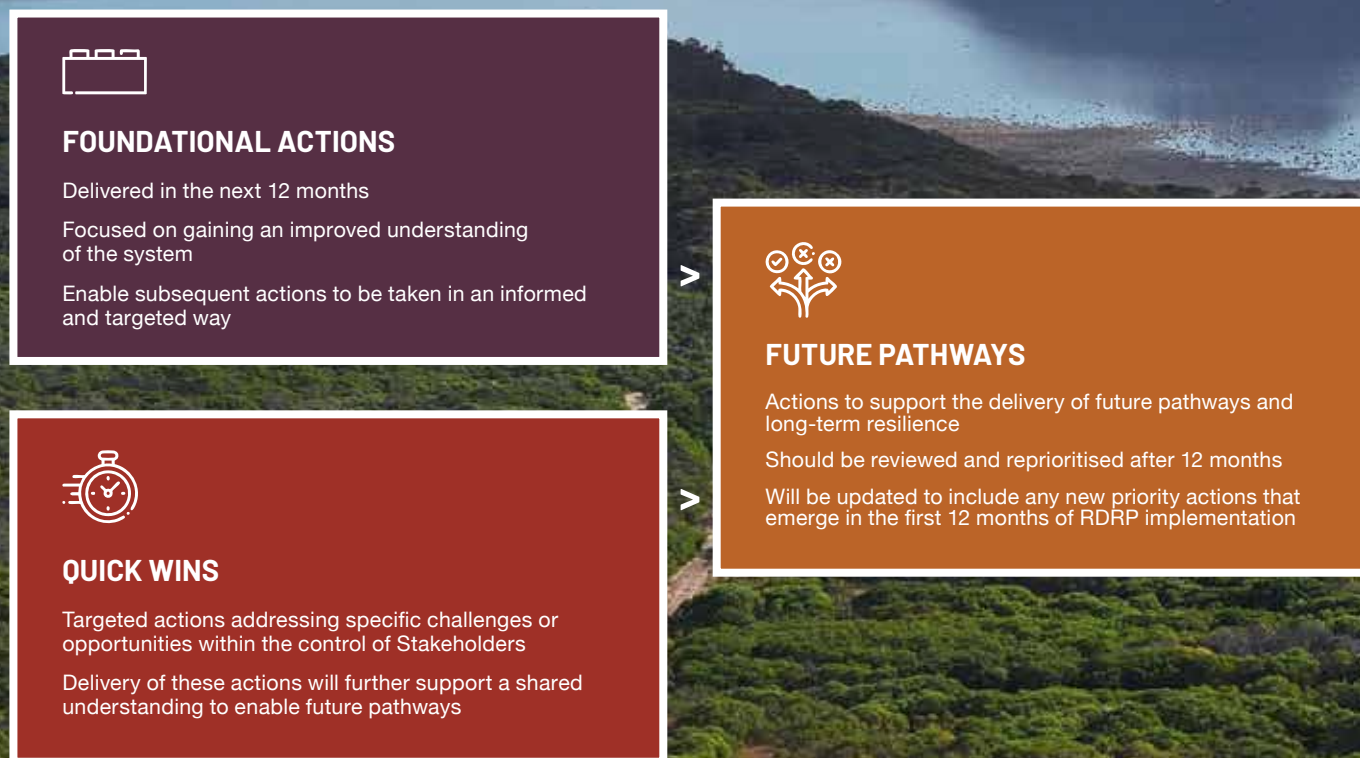 FOUNDATIONAL ACTIONS
Delivered in the next 12 months
Focused on gaining an improved understanding
of the system
Enable subsequent actions to be taken in an informed
and targeted way
>
QUICK WINS
Targeted actions addressing specific challenges or
opportunities within the control of Stakeholders
Delivery of these actions will further support a shared
understanding to enable future pathways
>
FUTURE PATHWAYS
Actions to support the delivery of future pathways and
long-term resilience
Should be reviewed and reprioritised after 12 months
Will be updated to include any new priority actions that
emerge in the first 12 months of RDRP implementation